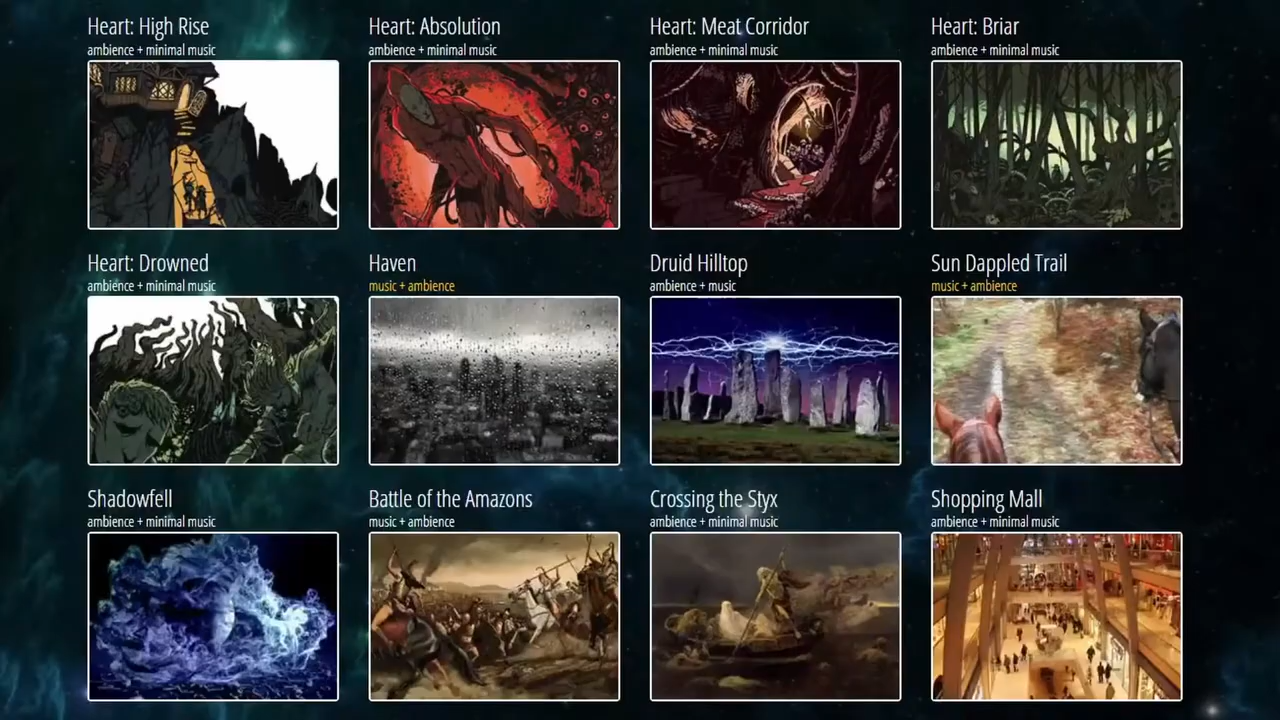 Heart: High Rise
ambience + minimal music
Heart: Absolution
ambience + minimal music
Heart: Meat Corridor
ambience + minimal music
Heart: Briar
ambience + minimal music
Heart: Drowned
ambience + minimal music
Haven
music + ambience
Druid Hilltop
ambience + music
Sun Dappled Trail
music + ambience
Shadowfell
ambience + minimal music
Battle of the Amazons
music + ambience
Crossing the Styx
ambience + minimal music
Shopping Mall
ambience + minimal music